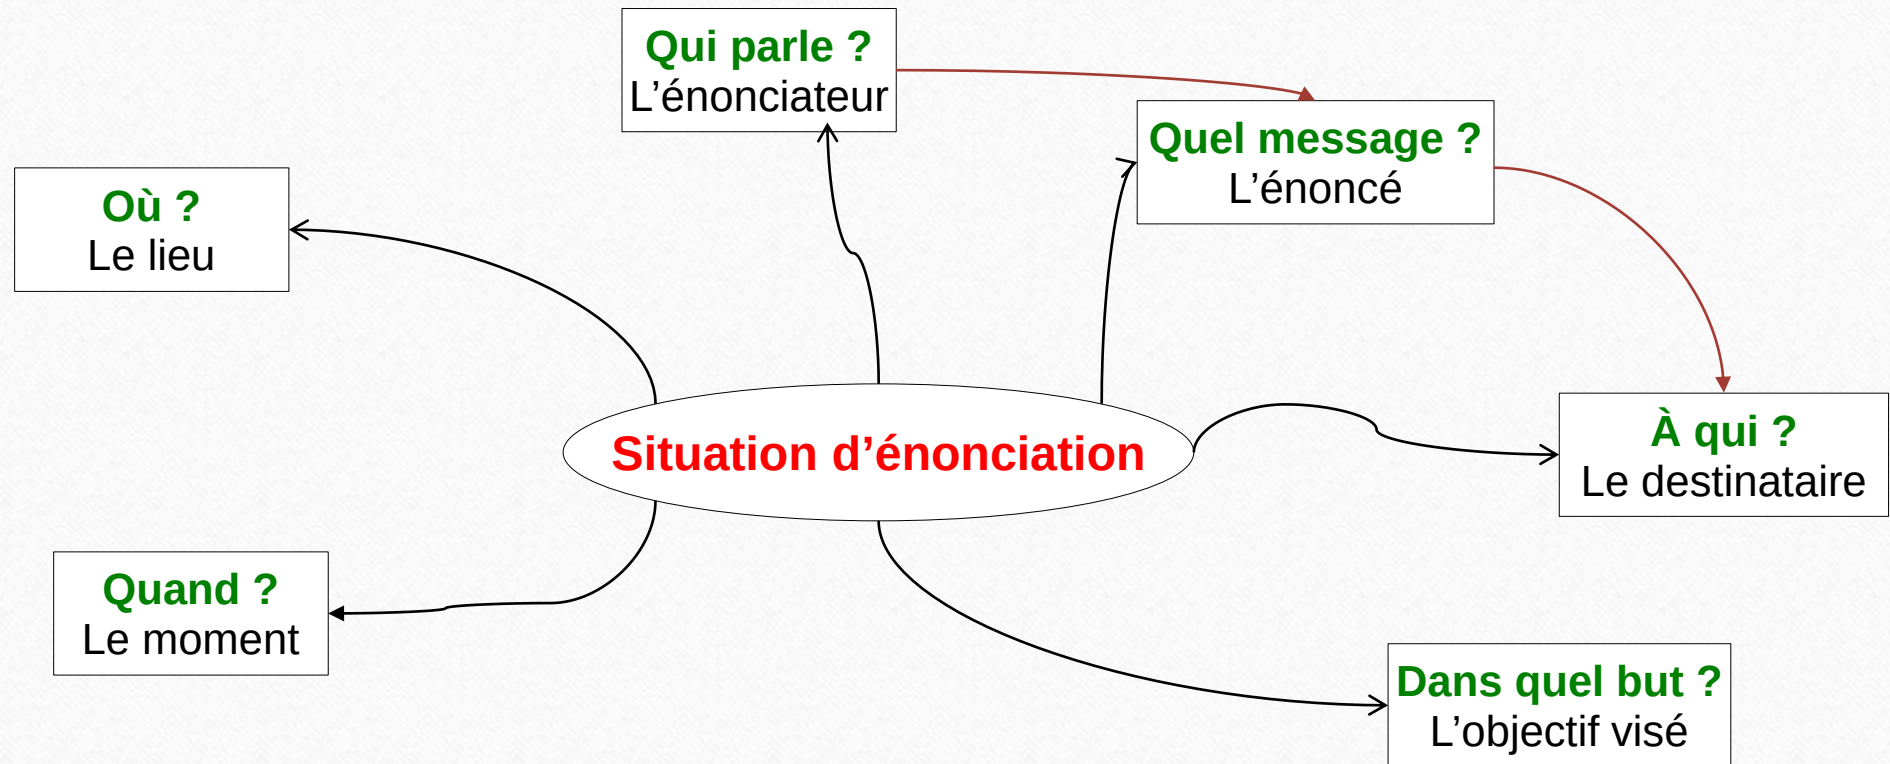 Qui parle ?
L’énonciateur
Quel message ?
L’énoncé
Où ?
Le lieu
Situation d’énonciation
À qui ?
Le destinataire
Quand ?
Le moment
Dans quel but ?
L’objectif visé